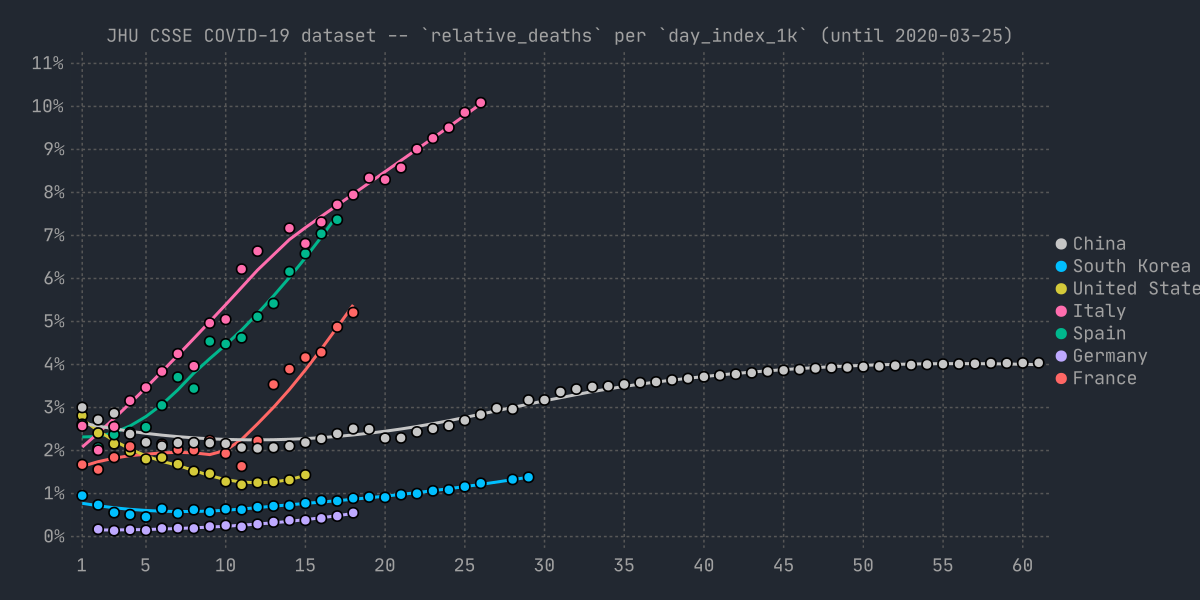 JHU CSSE COVID-19 dataset -- `relative_deaths` per `day_index_1k` (until 2020-03-25)
11%
10%
9%
8%
7%
6%
5%
4%
3%
2%
1%
0%
1 5 10 15 20 25 30 35 40 45 50 55 60
China
South Korea
United State
Italy
Spain
Germany
France